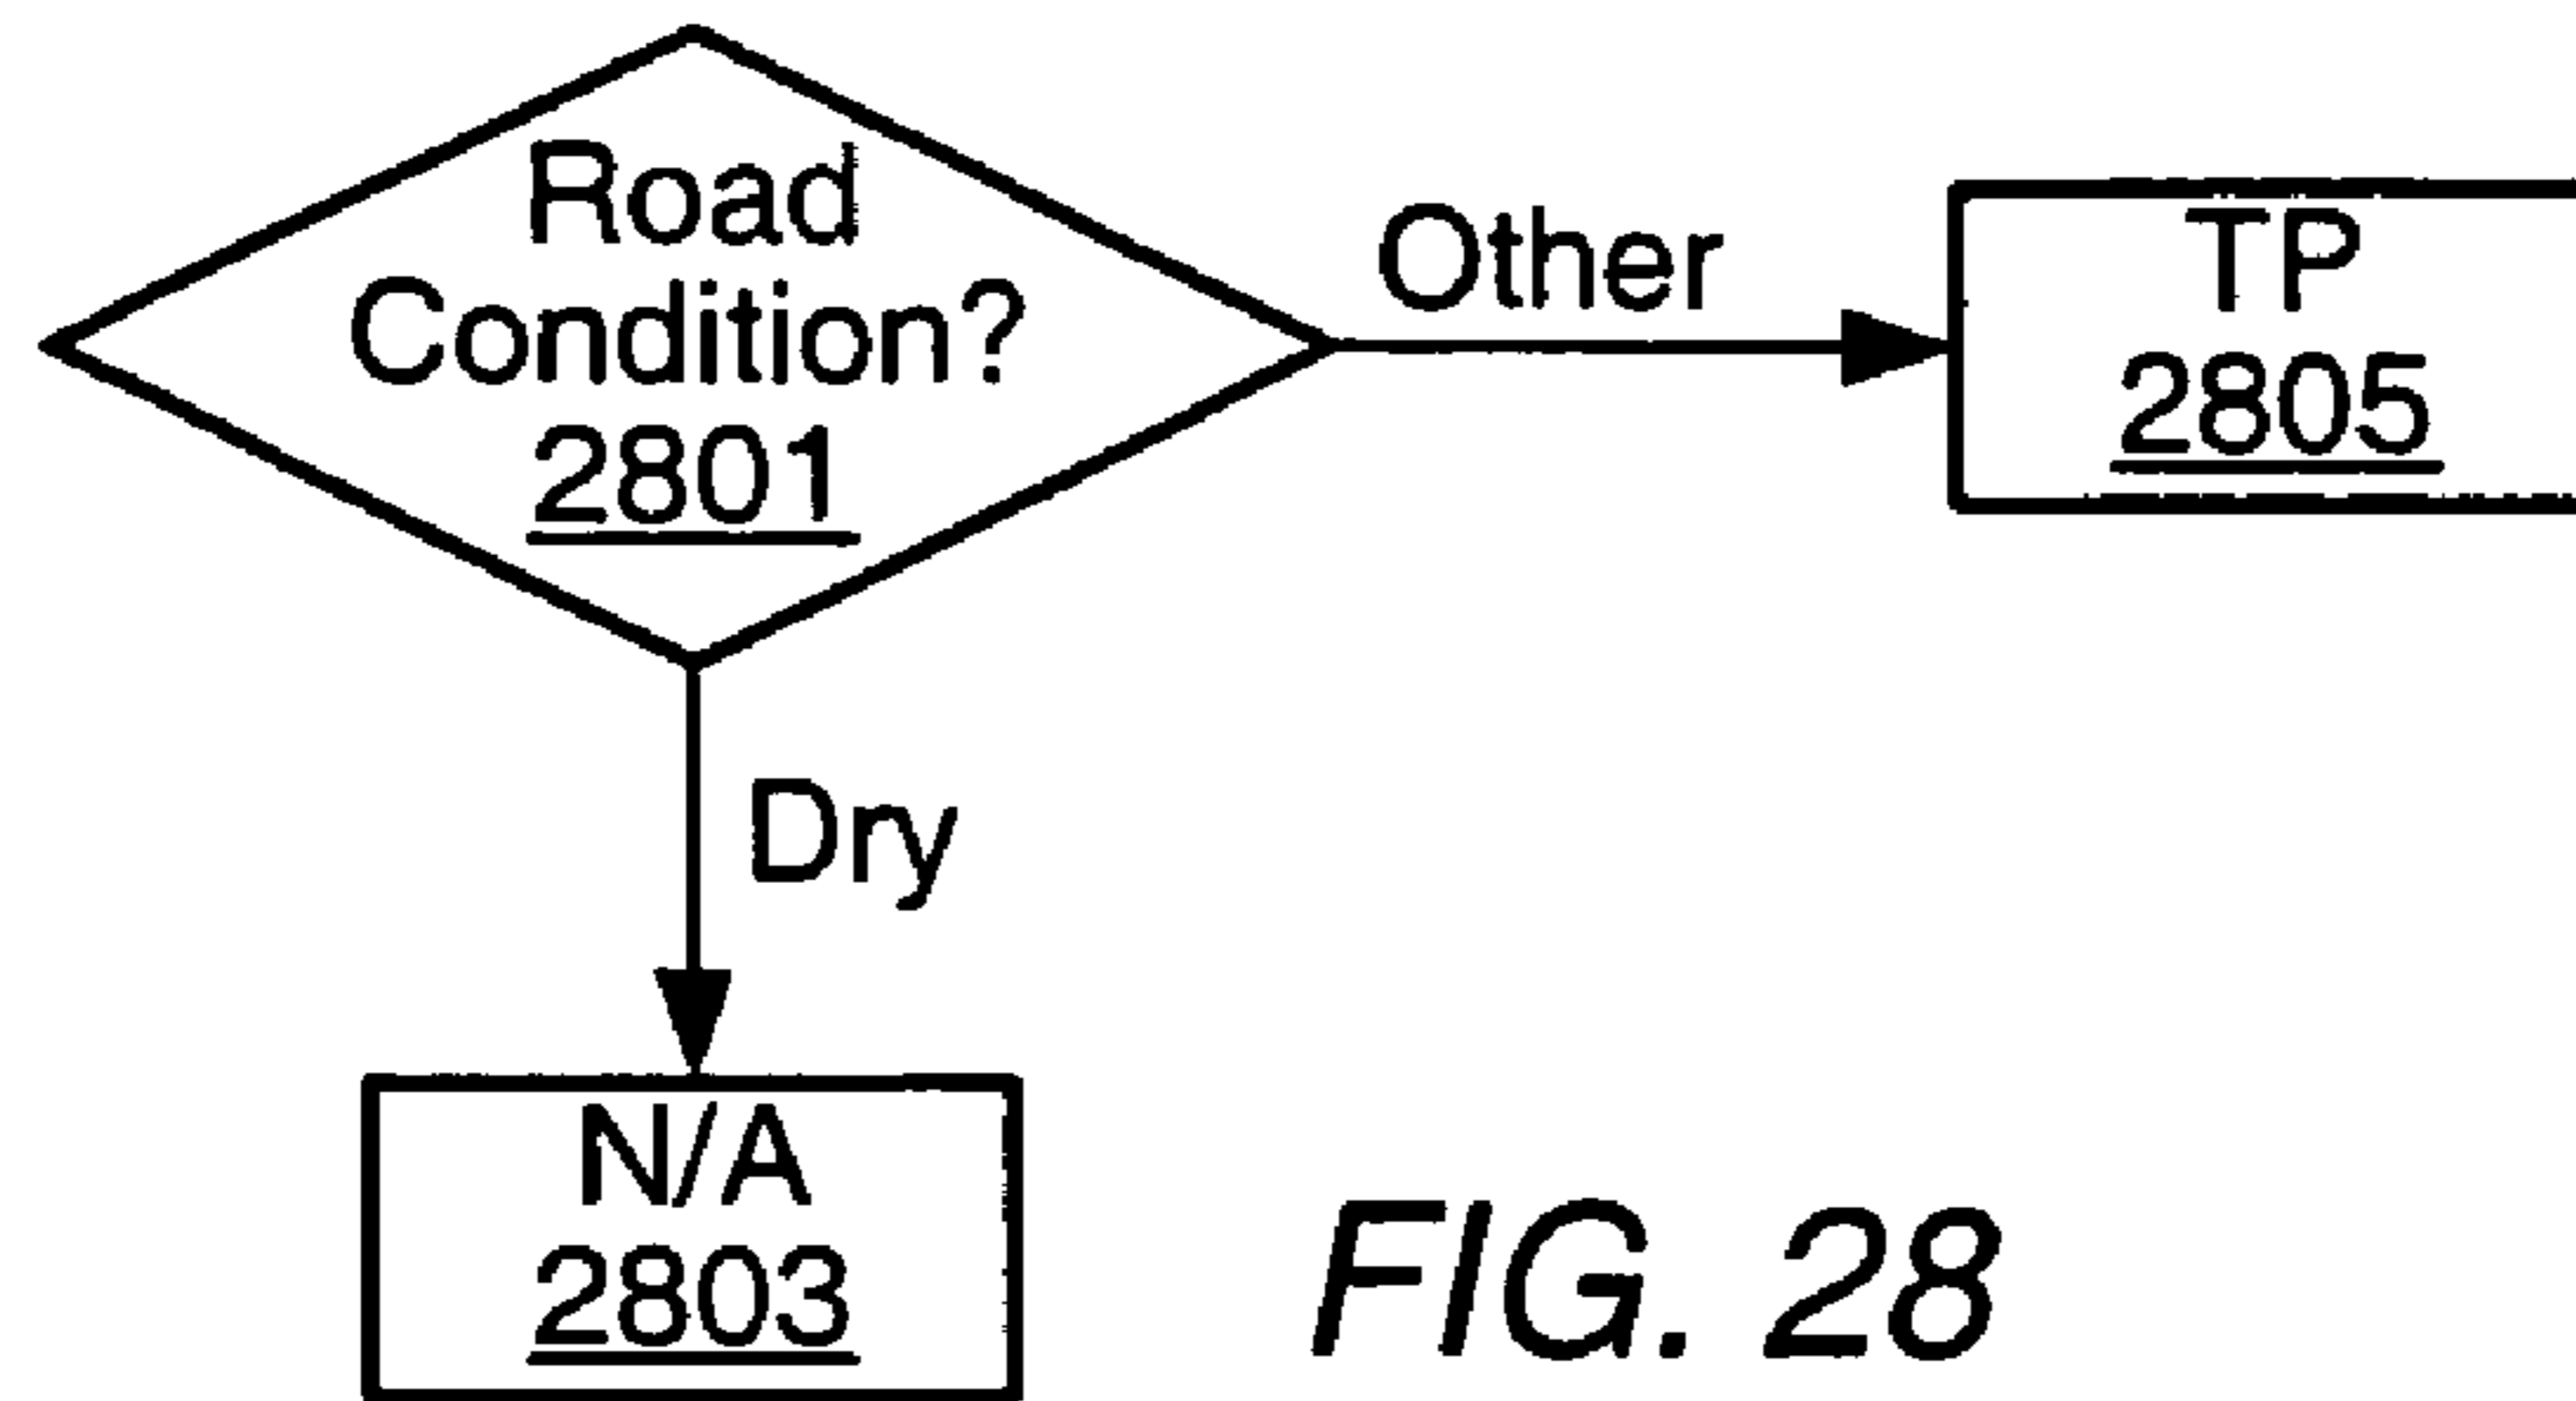 Road
Condition?
2801
Other
TP
2805
Dry
N/A
2803
FIG. 28